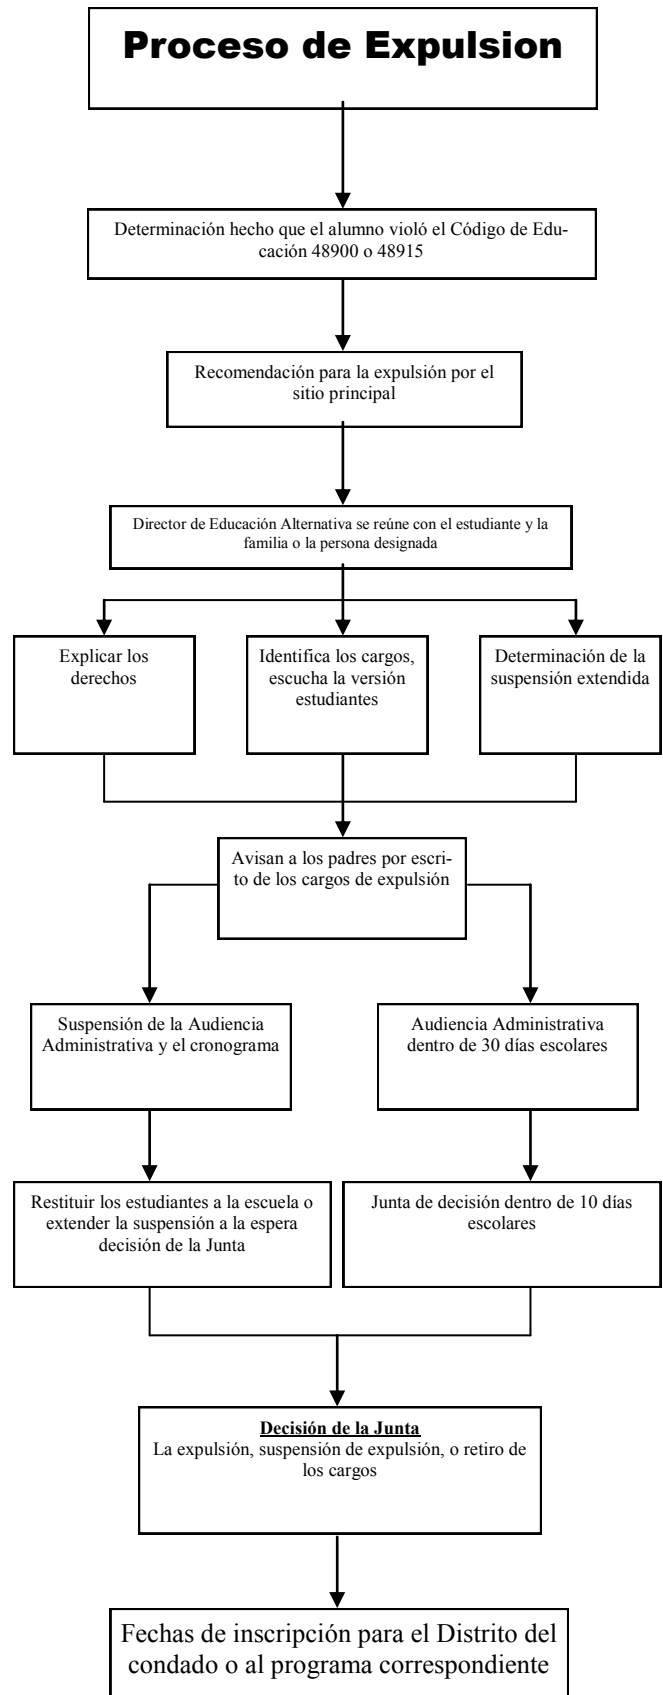 Proceso de Expulsion
Determinación hecho que el alumno violó el Código de Edu-
cación 48900 o 48915
Recomendación para la expulsión por el
sitio principal
Director de Educación Alternativa se reúne con el estudiante y la
familia o la persona designada
Explicar los
derechos
Identifica los cargos,
escucha la versión
estudiantes
Determinación de la
suspensión extendida
Avisan a los padres por escri-
to de los cargos de expulsión
Suspensión de la Audiencia
Administrativa y el cronograma
Audiencia Administrativa
dentro de 30 días escolares
Restituir los estudiantes a la escuela o
extender la suspensión a la espera
decisión de la Junta
Junta de decisión dentro de 10 días
escolares
Decisión de la Junta
La expulsión, suspensión de expulsión, o retiro de
los cargos
Fechas de inscripción para el Distrito del
condado o al programa correspondiente